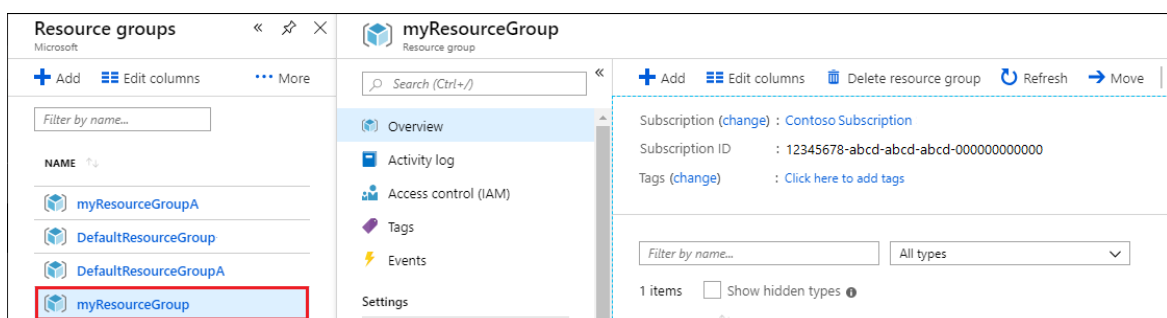 Resource groups
Microsoft
Add Edit columns More
Filter by name...
NAME
myResourceGroupA
DefaultResourceGroup
DefaultResourceGroupA
myResourceGroup
myResourceGroup
Resource group
Search (Ctrl+/)
Overview
Activity log
Access control (IAM)
Tags
Events
Settings
Add Edit columns Delete resource group Refresh Move
Subscription (change) : Contoso Subscription
Subscription ID : 12345678-abcd-abcd-abcd-000000000000
Tags (change) : Click here to add tags
Filter by name... All types
1 items Show hidden types